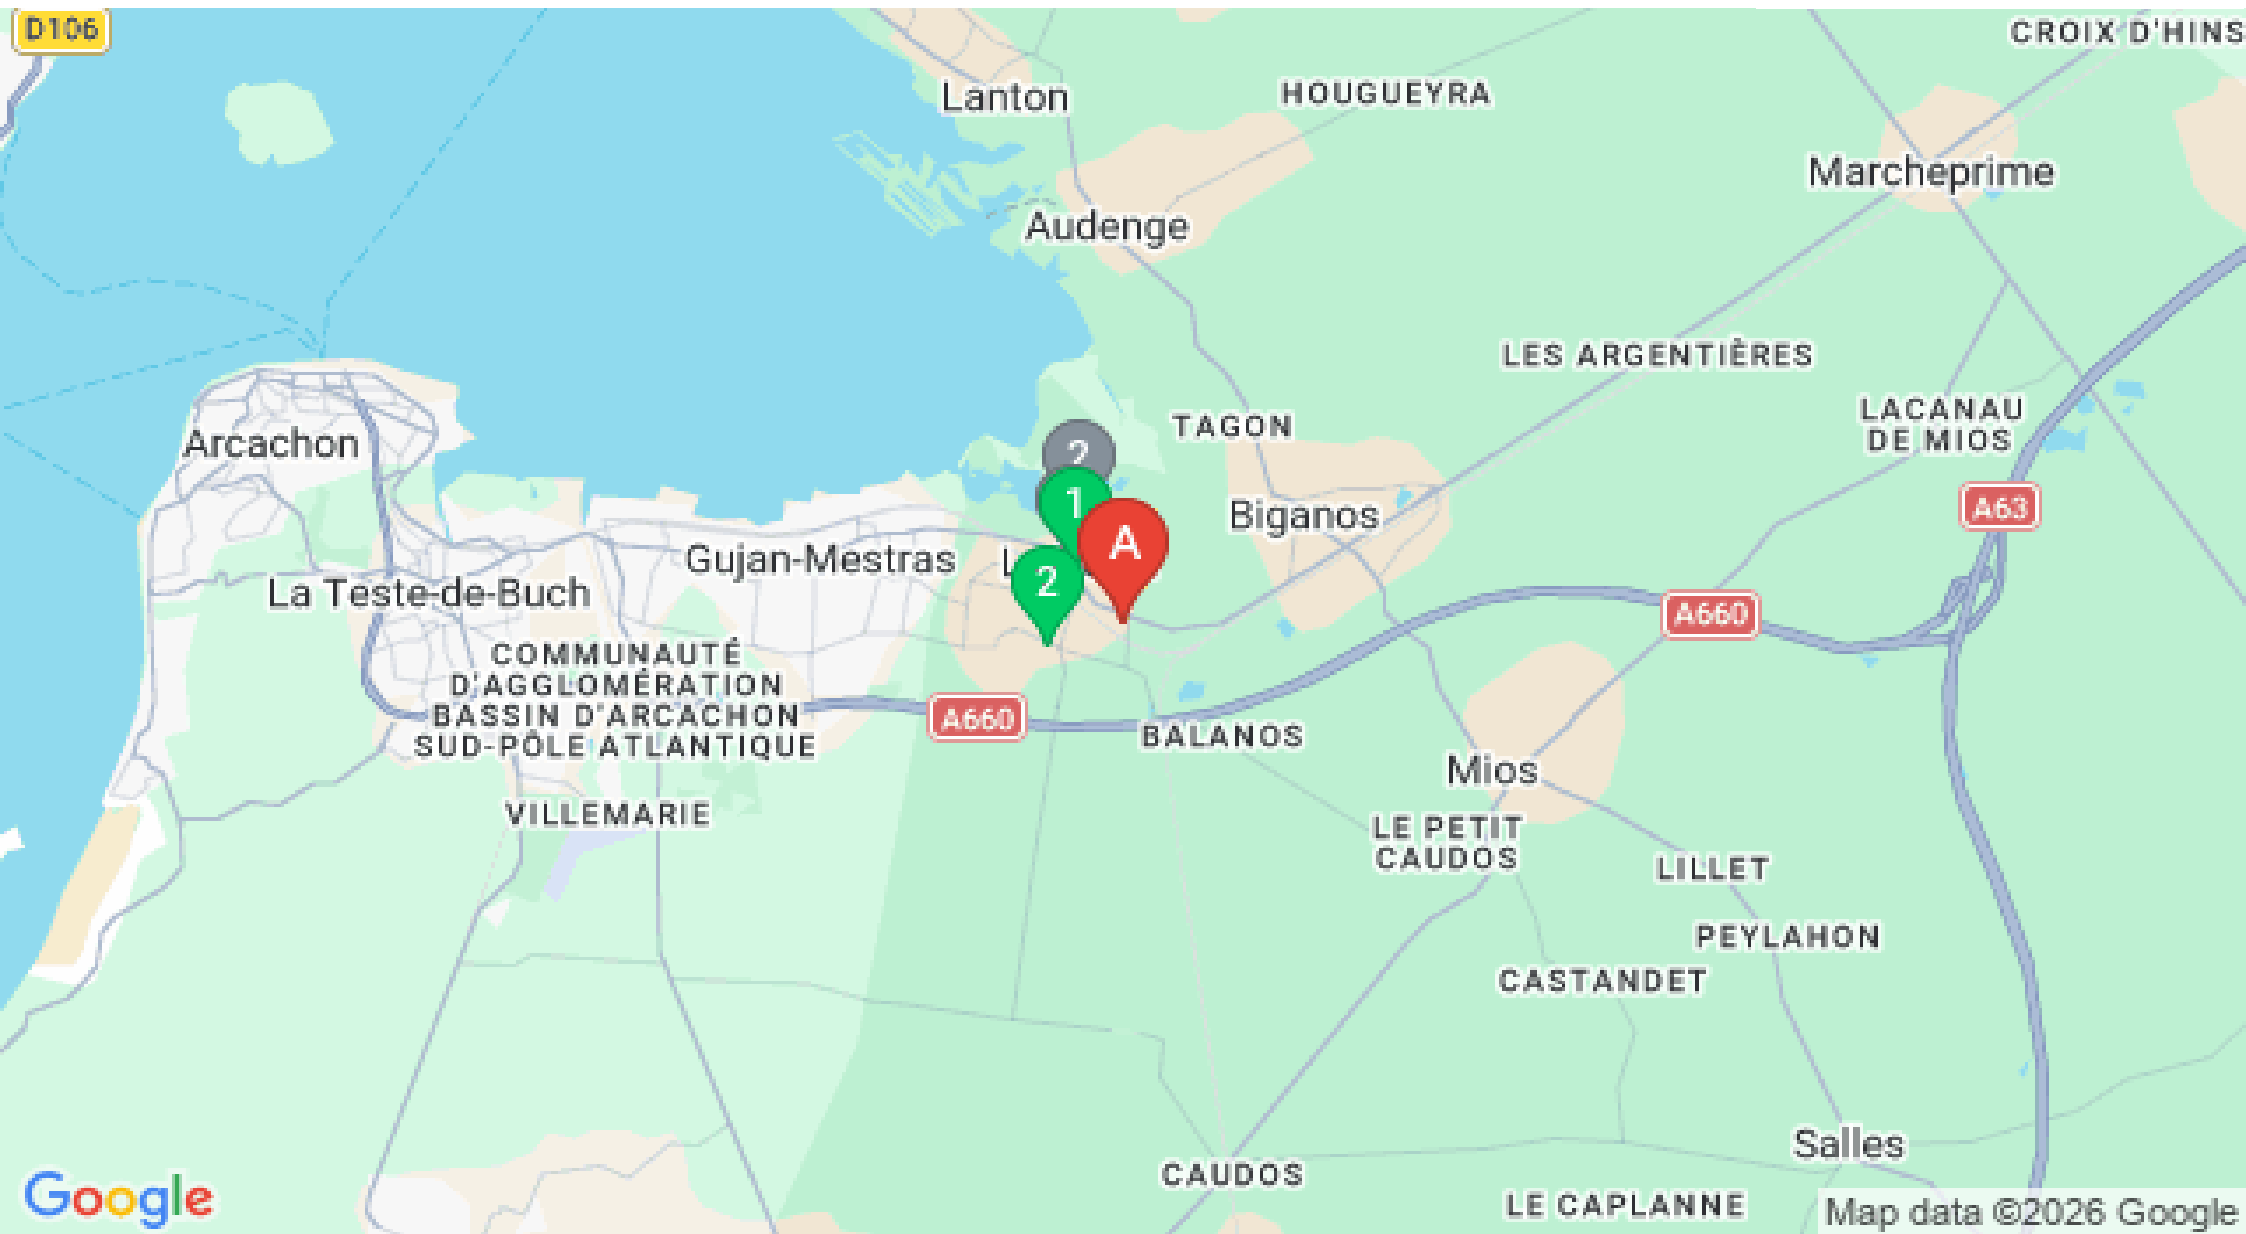 D106
CROIX D'HINS
Lanton
HOUGUEYRA
Marcheprime
Audenge
LES ARGENTIÈRES
TAGON
LACANAU
DE MIOS
Arcachon
2
1
A63
Biganos
A
Gujan-Mestras
2
La Teste-de-Buch
A660
COMMUNAUTÉ
D'AGGLOMÉRATION
BASSIN D'ARCACHON
SUD-PÔLE ATLANTIQUE
A660
BALANOS
Mios
VILLEMARIE
LE PETIT
CAUDOS
LILLET
PEYLAHON
CASTANDET
Salles
CAUDOS
LE CAPLANNE
Google
Map data ©2026 Google